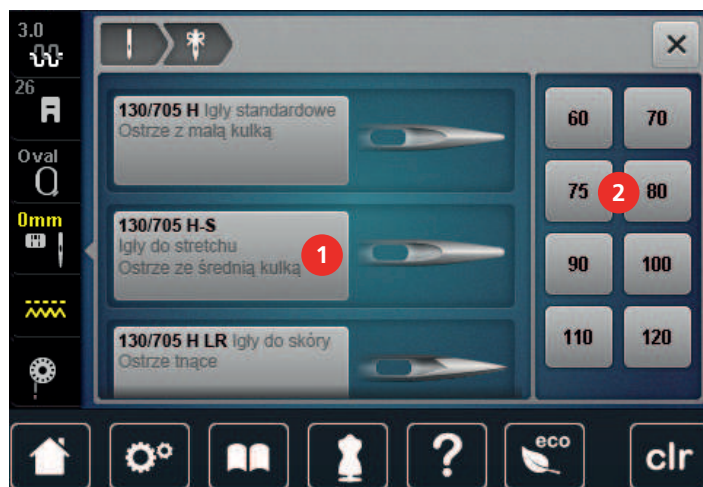 3.0
26
Oval
0mm
130/705 H Igły standardowe
Ostrze z małą kulką
130/705 H-S
Igły do stretchu
Ostrze ze średnią kulką
1
130/705 H LR Igły do skóry
Ostrze tnące
60 70
75 2 80
90 100
110 120
?
eco
clr